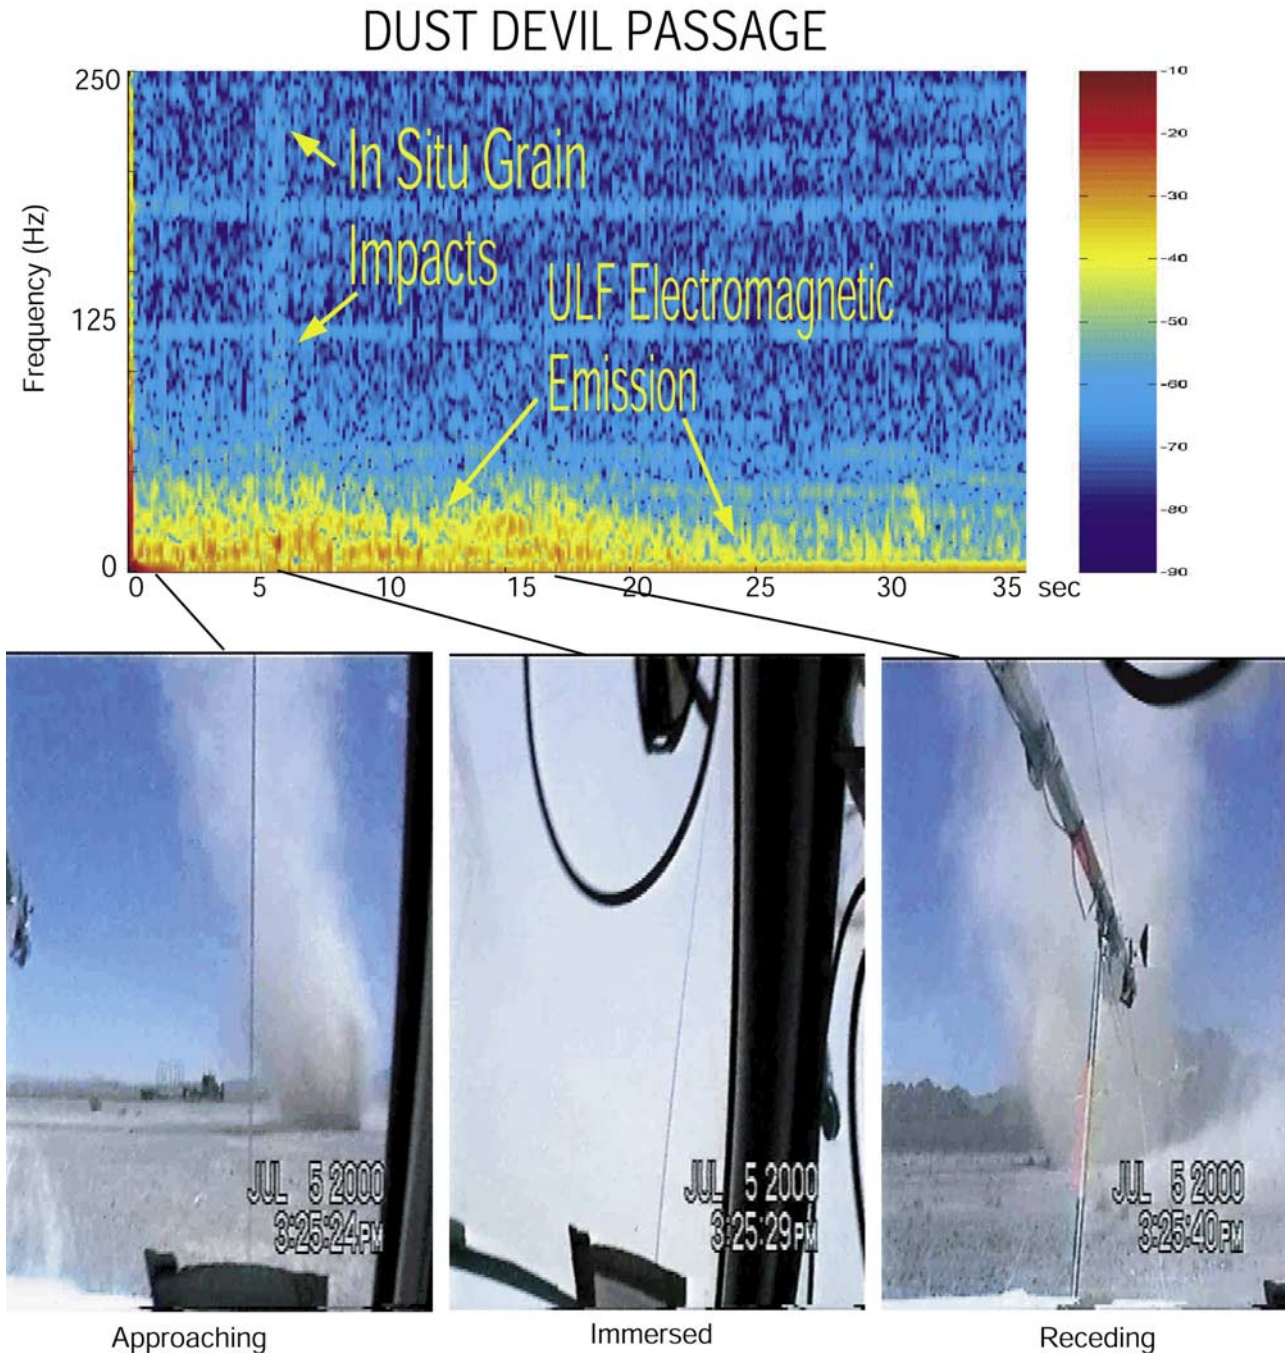 DUST DEVIL PASSAGE
250
125
0
Frequency (Hz)
In Situ Grain
Impacts
ULF Electromagnetic
Emission
0 5 10 15 20 25 30 35 sec
-10
-20
-30
-40
-50
-60
-70
-80
-90
JUL 5 2000
3:25:24PM
Approaching
JUL 5 2000
3:25:29PM
Immersed
JUL 5 2000
3:25:40PM
Receding